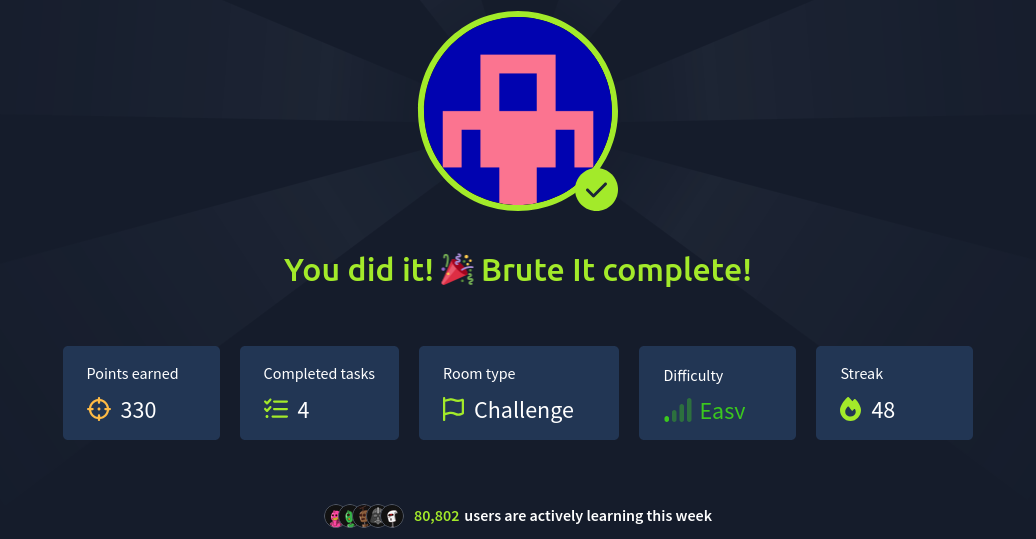 You did it! 🎉 Brute It complete!
Points earned
330
Completed tasks
4
Room type
Challenge
Difficulty
Easy
Streak
48
80,802 users are actively learning this week